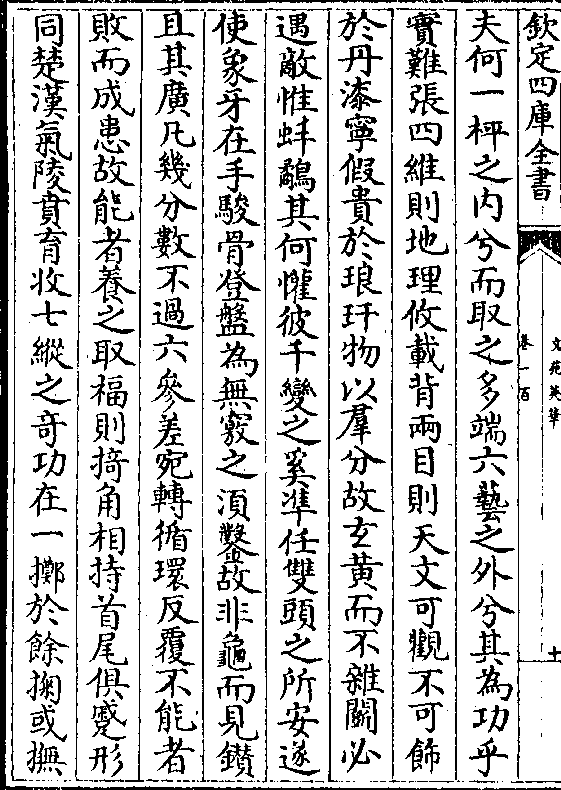 欽定四庫全書
文苑英華
卷一百
十
夫何一枰之内兮而取之多端六藝之外兮其為功乎
實難張四維則地理攸載背兩目則天文可觀不可飾
於丹漆寧假貴於琅玕物以羣分故玄黄而不雜闗必
遇敵惟蚌鷸其何懼彼千變之奚凖任雙頭之所安遂
使象牙在手駿骨登盤為無竅之湏鑿故非龜而見鑚
且其廣凡幾分數不過六參差宛轉循環反覆不能者
敗而成患故能者養之取福則掎角相持首尾俱蹙形
同楚漢氣陵賁育收七縱之奇功在一擲於餘掬或撫